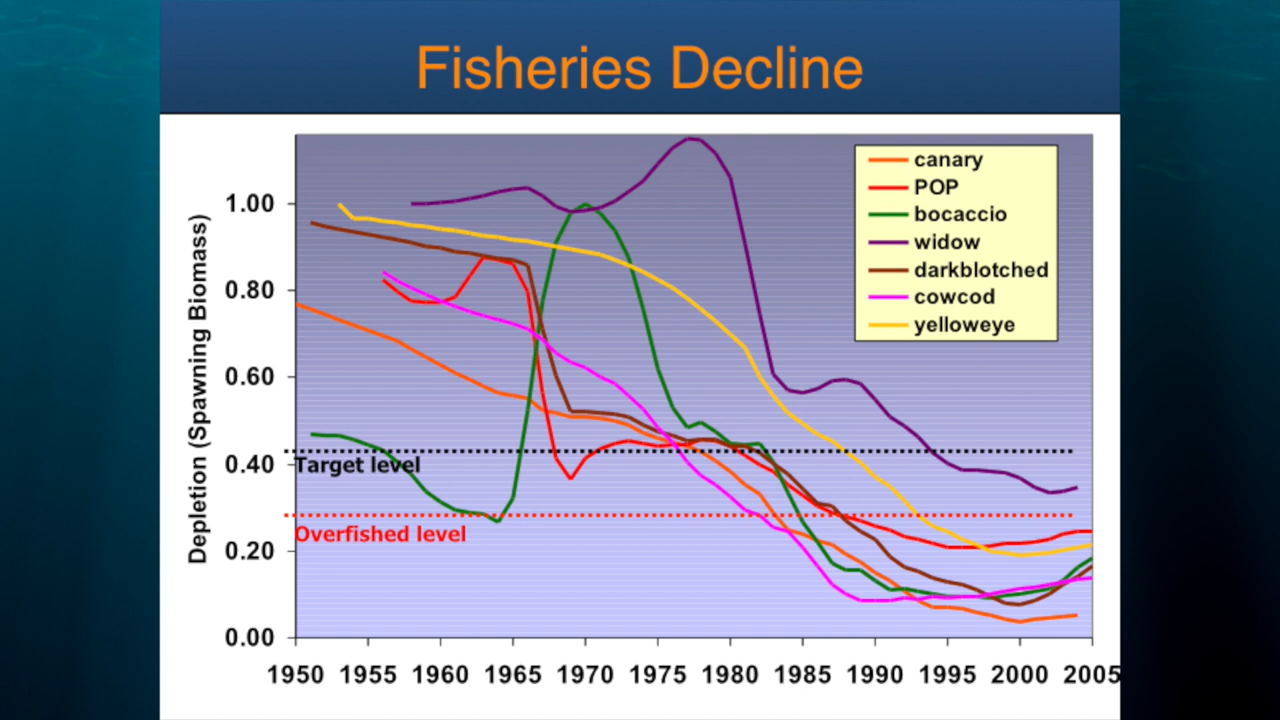 Fisheries Decline
Depletion (Spawning Biomass)
1.00
0.80
0.60
0.40
0.20
0.00
Target level
Overfished level
canary
POP
bocaccio
widow
darkblotched
cowcod
yelloweye
1950 1955 1960 1965 1970 1975 1980 1985 1990 1995 2000 2005